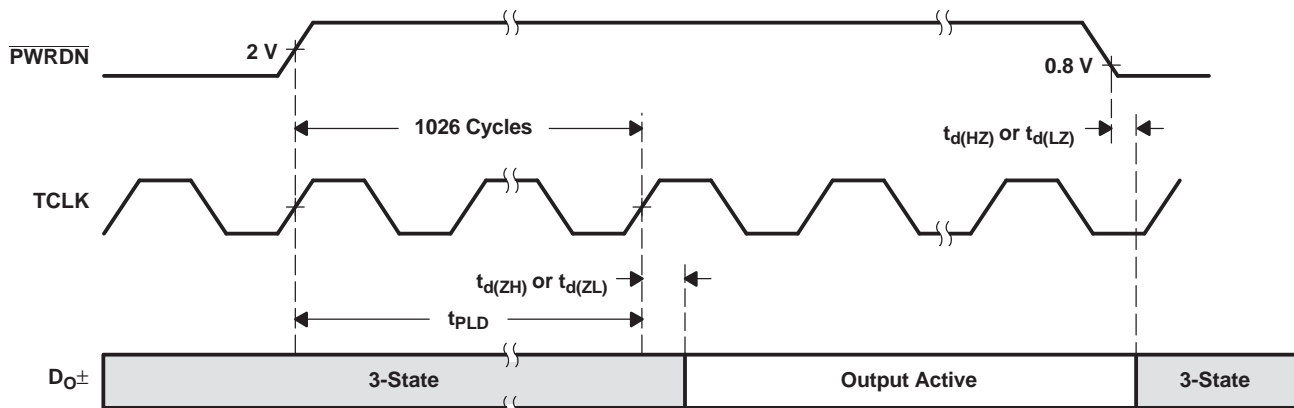 PWRDN
2 V
0.8 V
1026 Cycles
td(HZ) or td(LZ)
TCLK
td(ZH) or td(ZL)
tPLD
DO±
3-State
Output Active
3-State